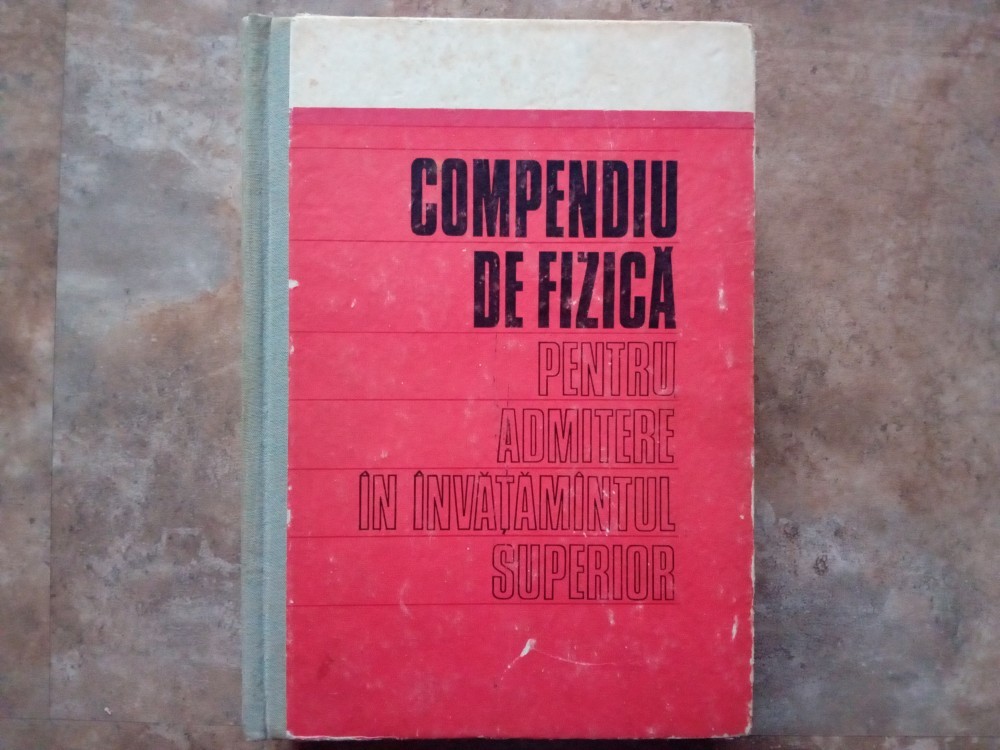 COMPENDIU
DE FIZICĂ
PENTRU
ADMITERE
ÎN ÎNVĂȚĂMÎNTUL
SUPERIOR